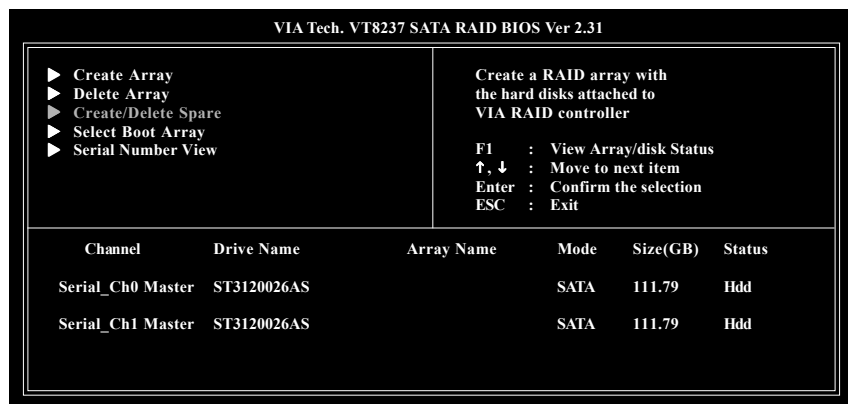 VIA Tech. VT8237 SATA RAID BIOS Ver 2.31
Create Array
Delete Array
Create/Delete Spare
Select Boot Array
Serial Number View
Create a RAID array with
the hard disks attached to
VIA RAID controller
F1 : View Array/disk Status
↑, ↓ : Move to next item
Enter : Confirm the selection
ESC : Exit
Channel Drive Name Array Name Mode Size(GB) Status
Serial_Ch0 Master ST3120026AS SATA 111.79 Hdd
Serial_Ch1 Master ST3120026AS SATA 111.79 Hdd